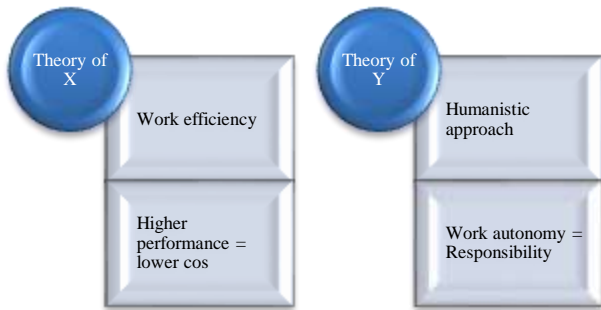 Theory of
X
Work efficiency
Higher
performance =
lower cos
Theory of
Y
Humanistic
approach
Work autonomy =
Responsibility